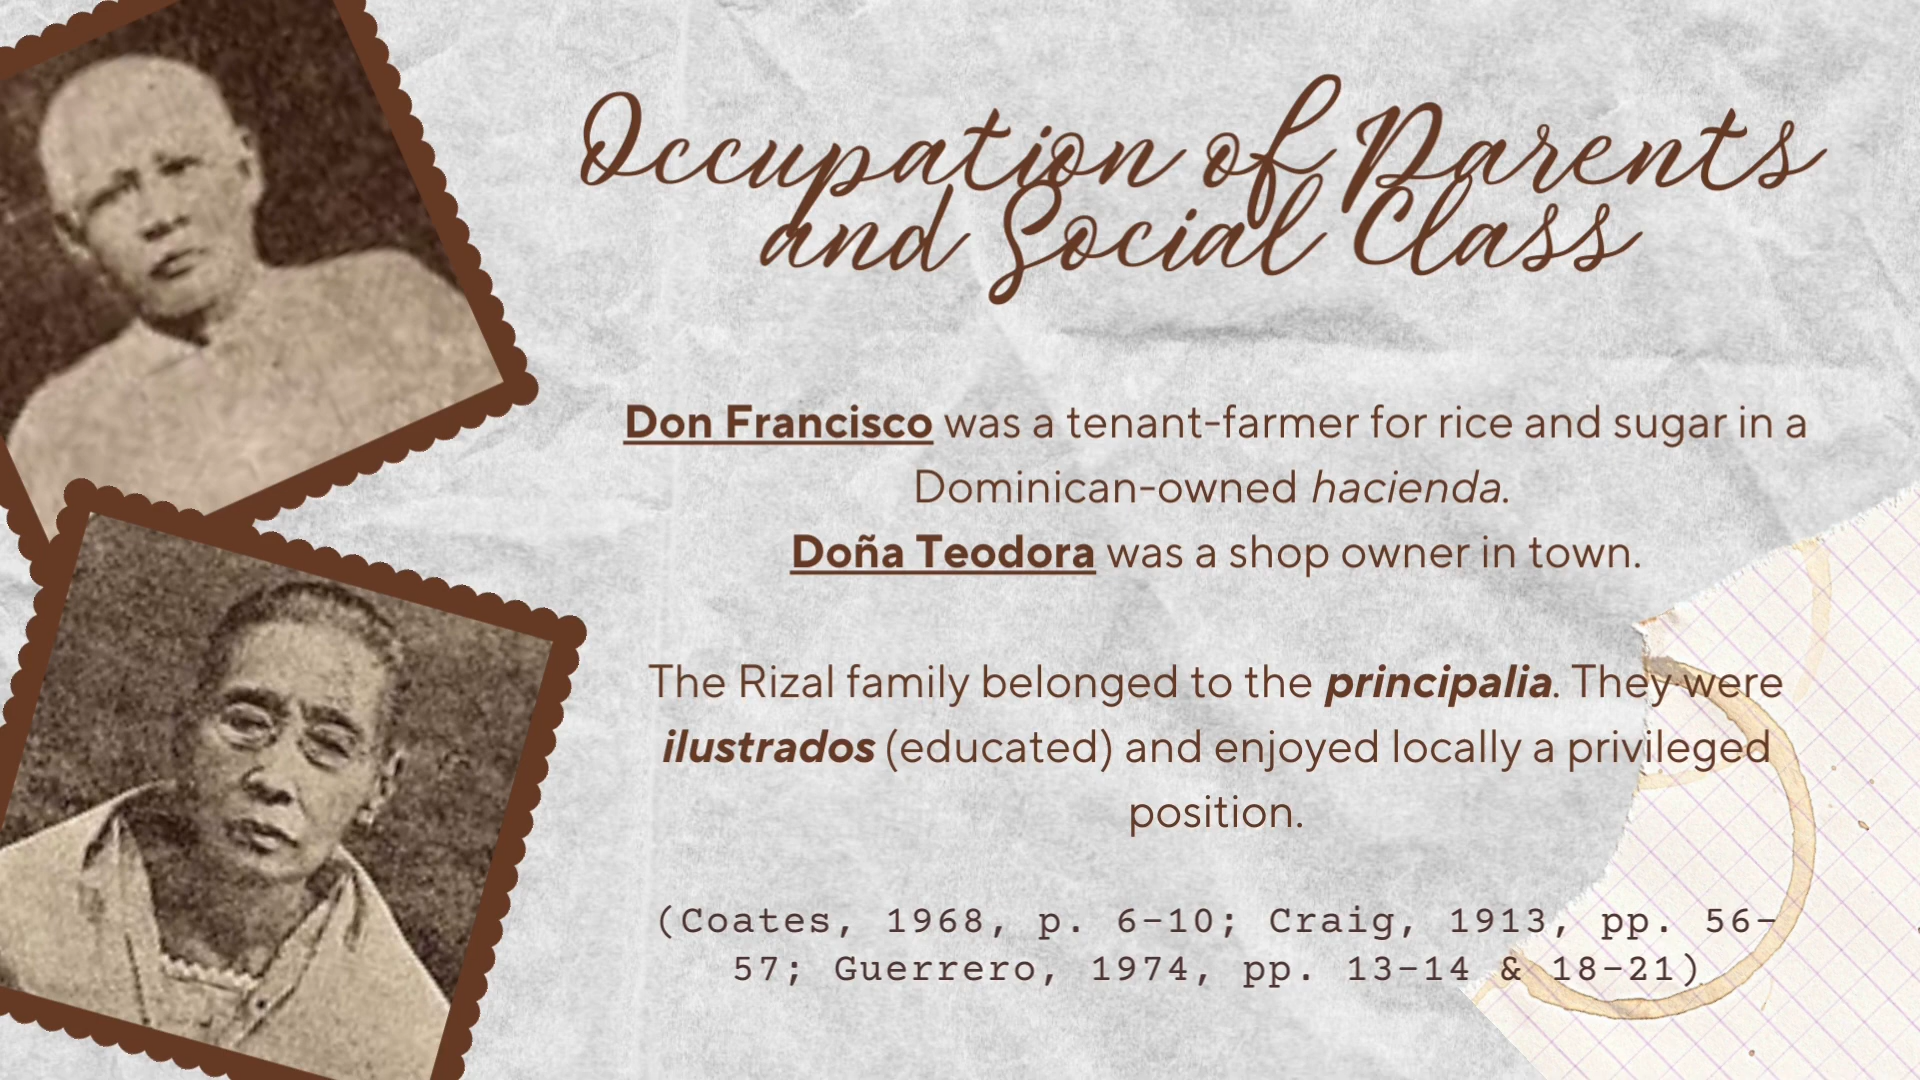 Occupation of Parents
and Social Class
Don Francisco was a tenant-farmer for rice and sugar in a
Dominican-owned hacienda.
Doña Teodora was a shop owner in town.
The Rizal family belonged to the principalia. They were
ilustrados (educated) and enjoyed locally a privileged
position.
(Coates, 1968, p. 6-10; Craig, 1913, pp. 56-
57; Guerrero, 1974, pp. 13-14 & 18-21)